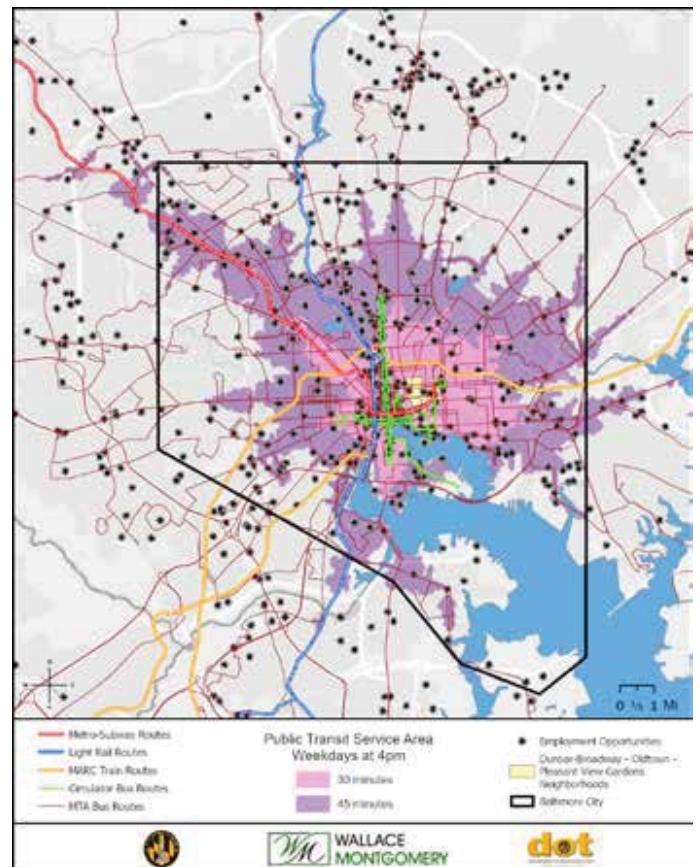 0 ½ 1 Mi
Metro-Subway Routes
Light Rail Routes
MARC Train Routes
Circulator Bus Routes
MTA Bus Routes
Public Transit Service Area
Weekdays at 4pm
30 minutes
45 minutes
Employment Opportunities
Dunbar-Broadway – Oldtown –
Pleasant View Gardens
Neighborhoods
Baltimore City
WM WALLACE
MONTGOMERY
dot